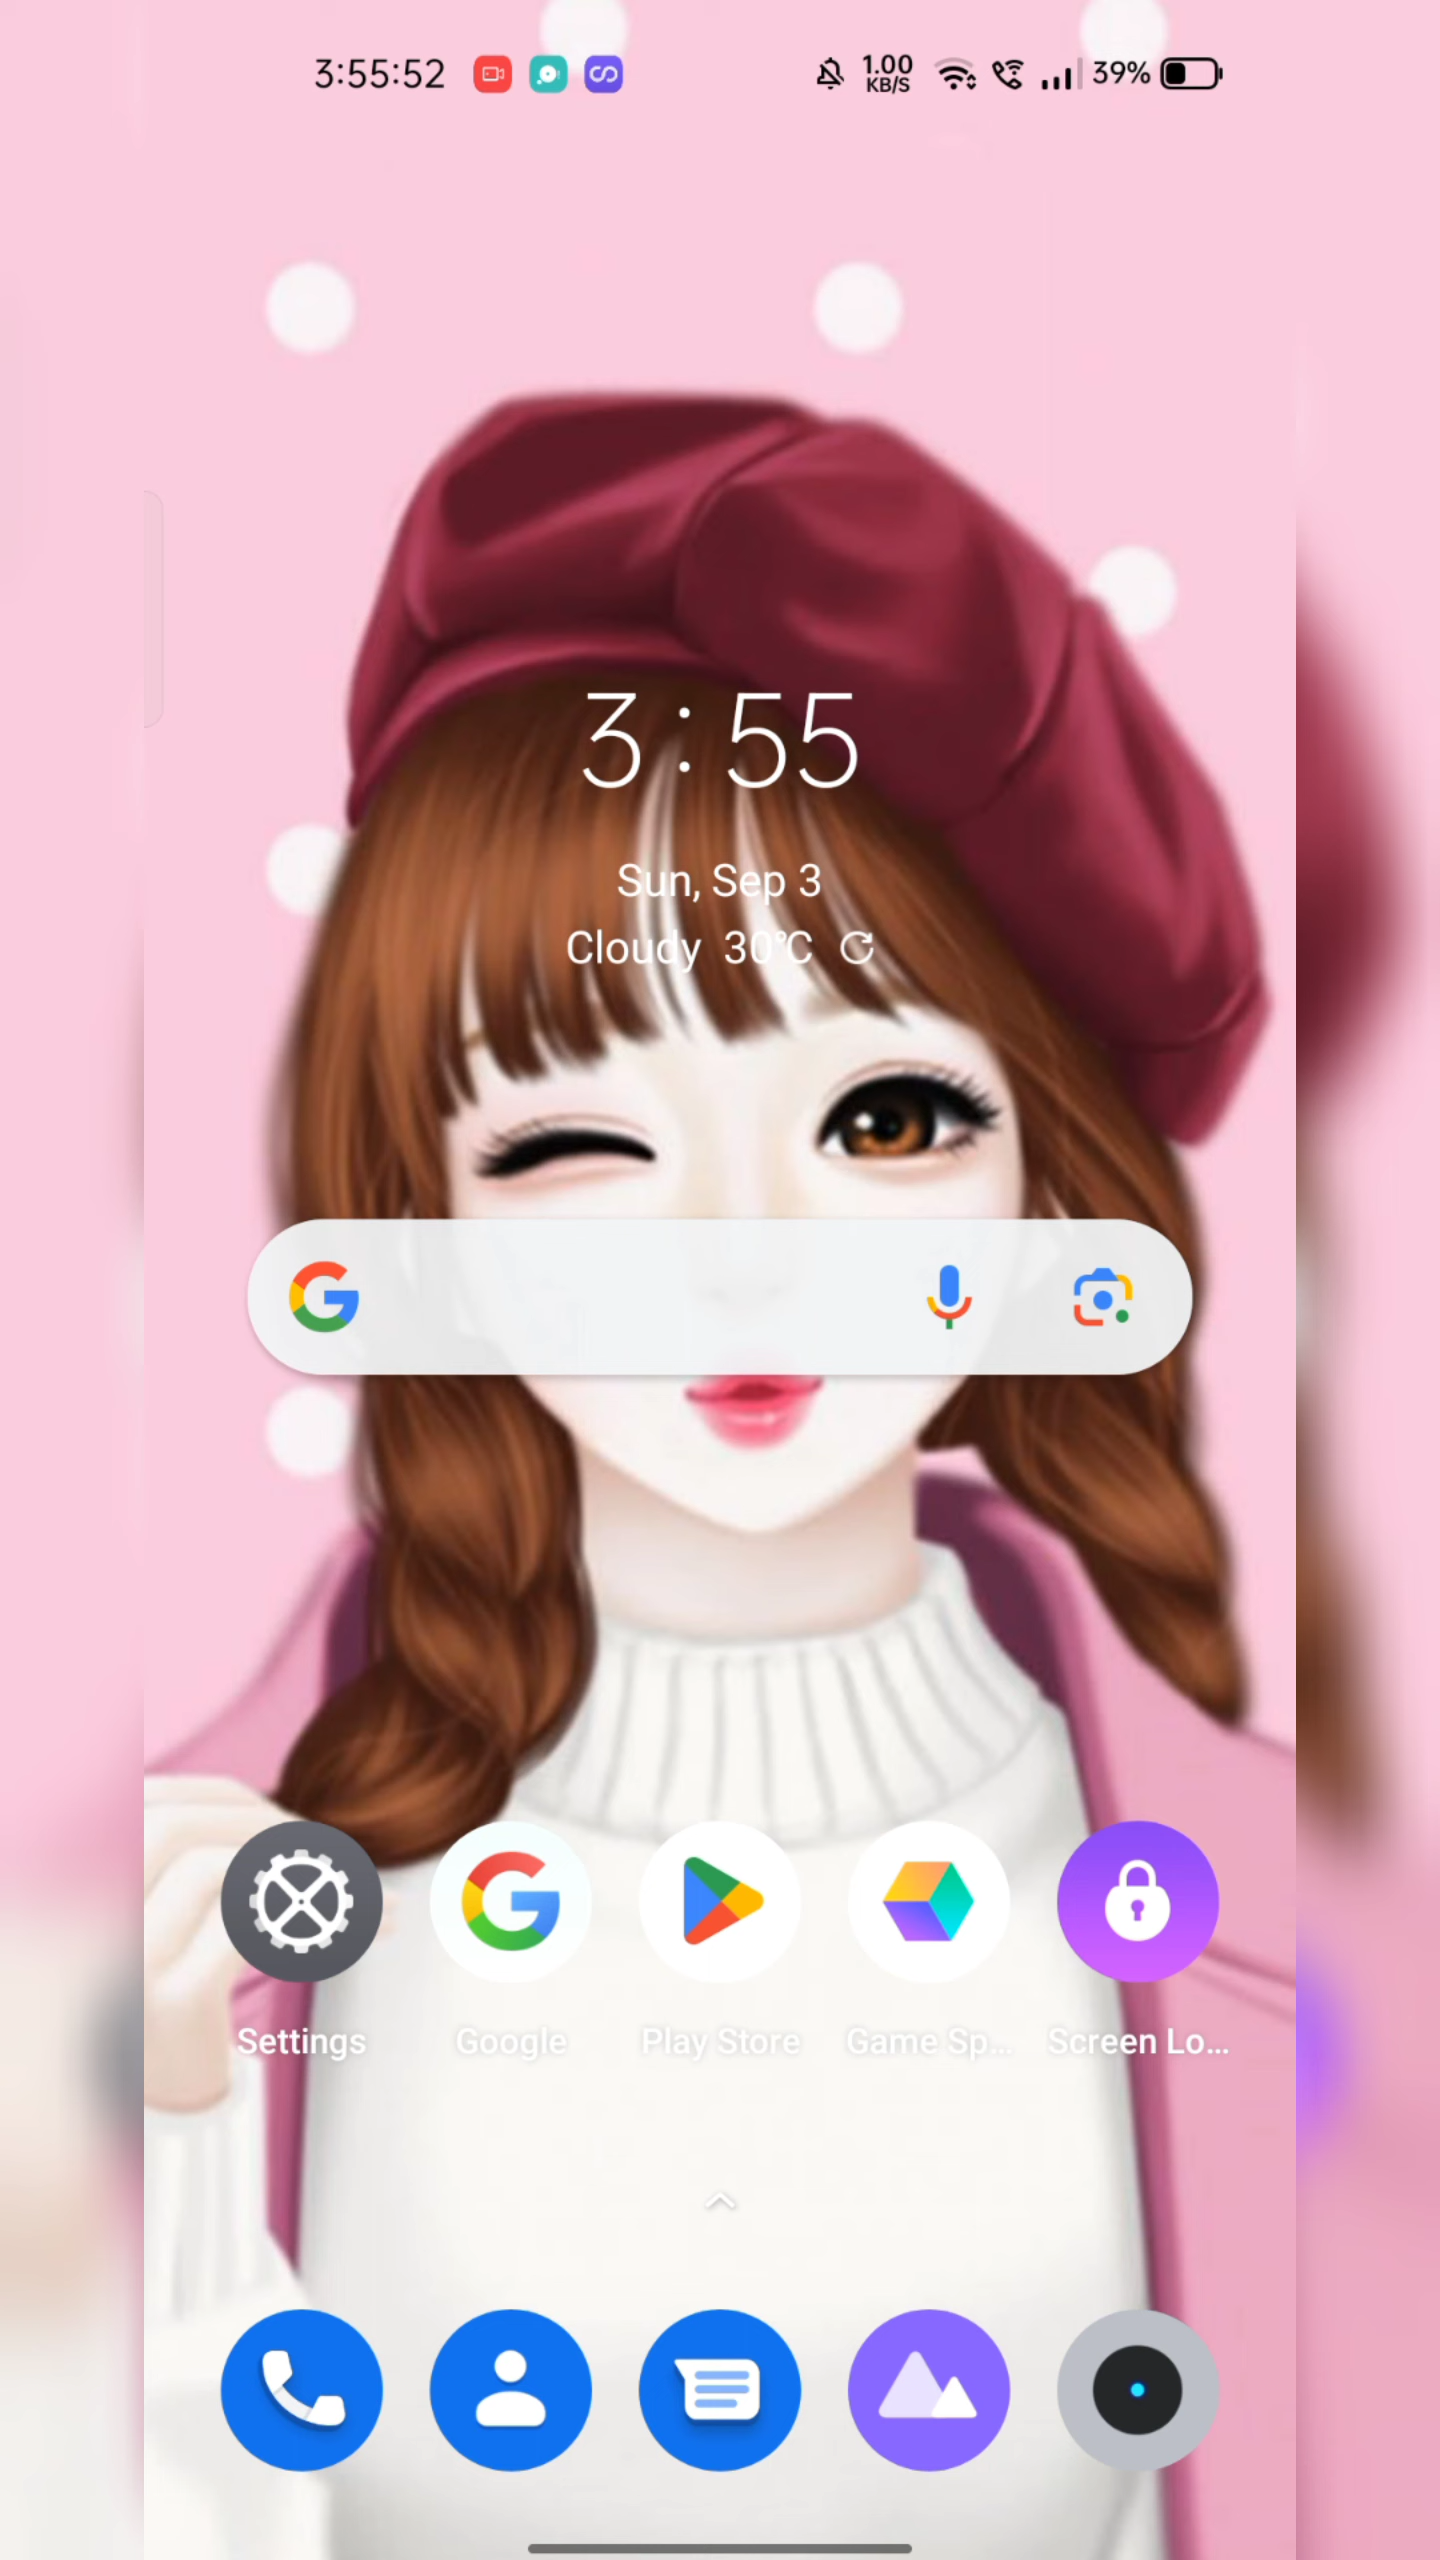 3:55:52
1.00
KB/S
39%
3:55
Sun, Sep 3
Cloudy 30°C
Settings
Google
Play Store
Game Sp...
Screen Lo...